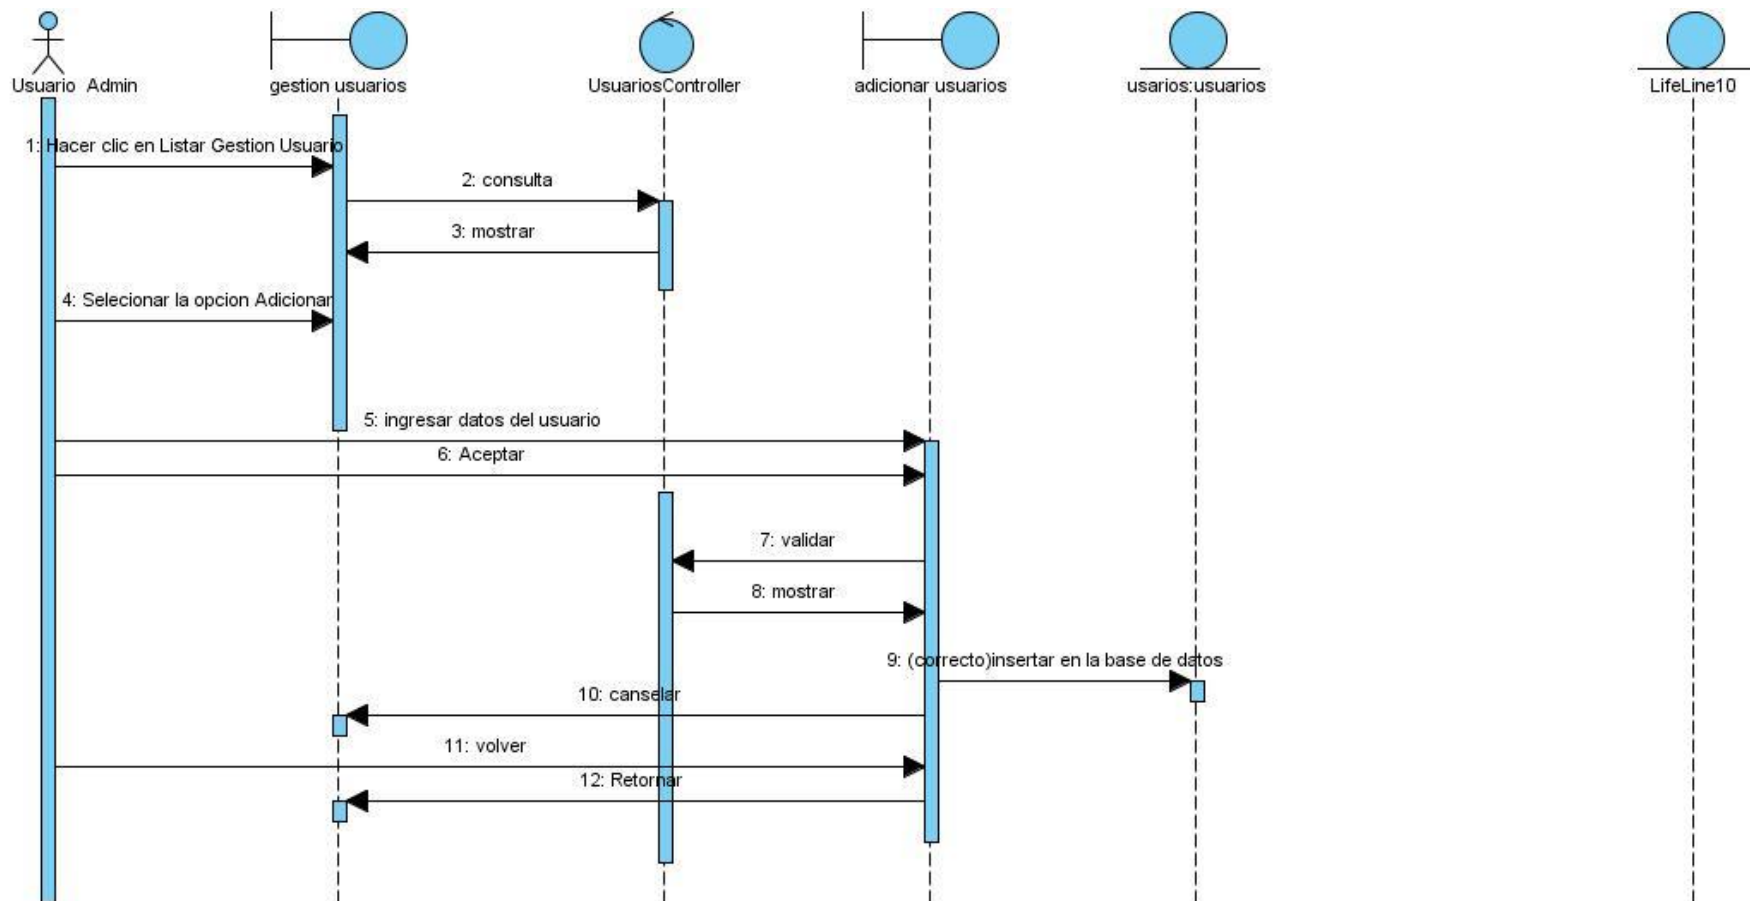 Usuario  Admin
gestion usuarios
UsuariosController
adicionar usuarios
usarios:usuarios
LifeLine10
1: Hacer clic en Listar Gestion Usuario
2: consulta
3: mostrar
4: Selecionar la opcion Adicionar
5: ingresar datos del usuario
6: Aceptar
7: validar
8: mostrar
9: (correcto)insertar en la base de datos
10: canselar
11: volver
12: Retornar